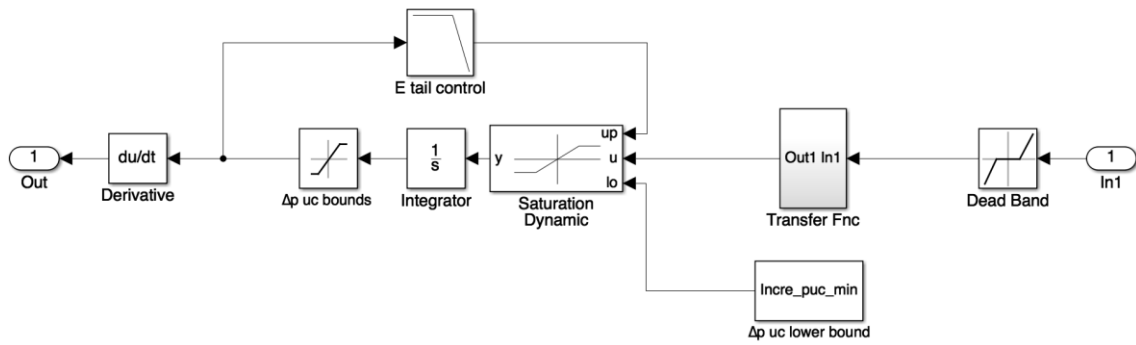 E tail control
up
1
du/dt
1
s
y
u
Out1 In1
1
Out
Derivative
Δp uc bounds
Integrator
lo
Saturation
Dynamic
Transfer Fnc
Dead Band
In1
Incre_puc_min
Δp uc lower bound